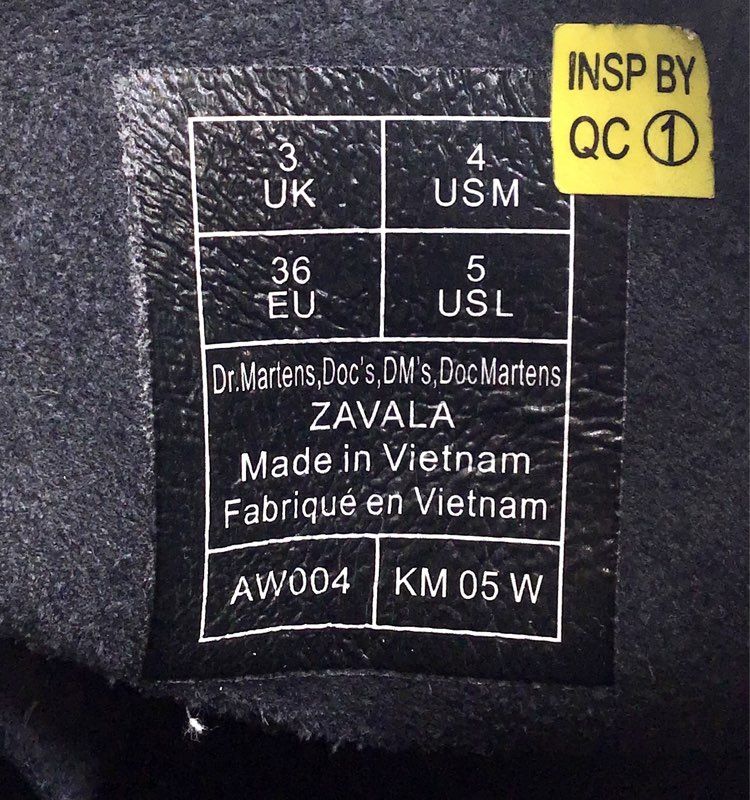 INSP BY
QC ①
3
UK
4
USM
36
EU
5
USL
Dr.Martens,Doc's,DM's,DocMartens
ZAVALA
Made in Vietnam
Fabriqué en Vietnam
AW004
KM 05 W